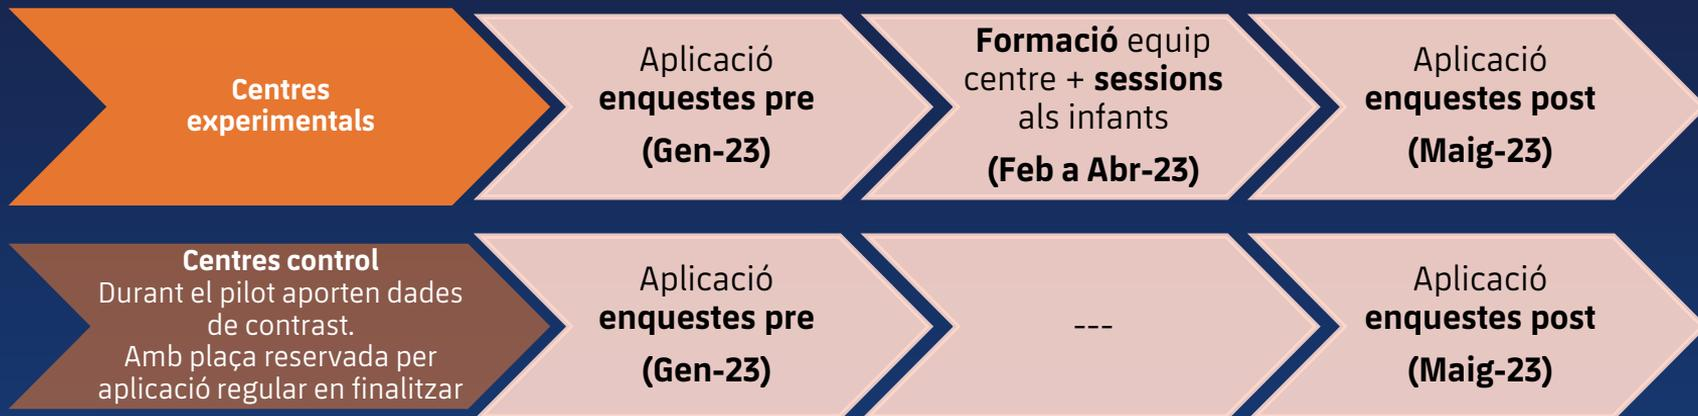 Centres
experimentals
Aplicació
enquestes pre
(Gen-23)
Formació equip
centre + sessions
als infants
(Feb a Abr-23)
Aplicació
enquestes post
(Maig-23)
Centres control
Durant el pilot aporten dades
de contrast.
Amb plaça reservada per
aplicació regular en finalitzar
Aplicació
enquestes pre
(Gen-23)
---
Aplicació
enquestes post
(Maig-23)